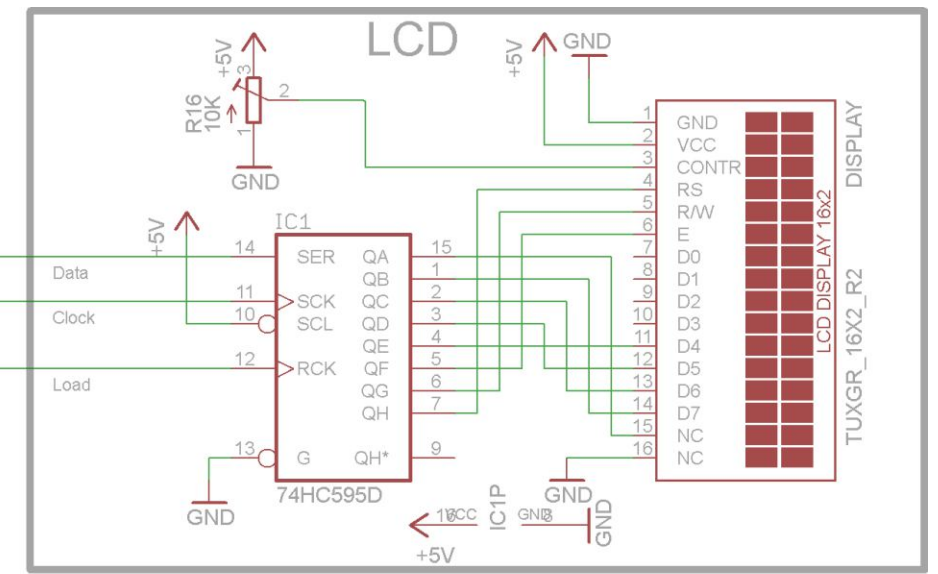 LCD
+5V
3
2
1
R16
10K
GND
+5V
GND
1 GND
2 VCC
3 CONTR
4 RS
5 R/W
6 E
7 D0
8 D1
9 D2
10 D3
11 D4
12 D5
13 D6
14 D7
15 NC
16 NC
LCD DISPLAY 16x2
DISPLAY
TUXGR_16X2_R2
GND
+5V
IC1
Data
14 SER QA 15
QB 1
Clock
11 SCK QC 2
10 SCL QD 3
QE 4
Load
12 RCK QF 5
QG 6
QH 7
13 G QH* 9
74HC595D
GND
+5V
16 VCC
IC1P
GND 8
GND